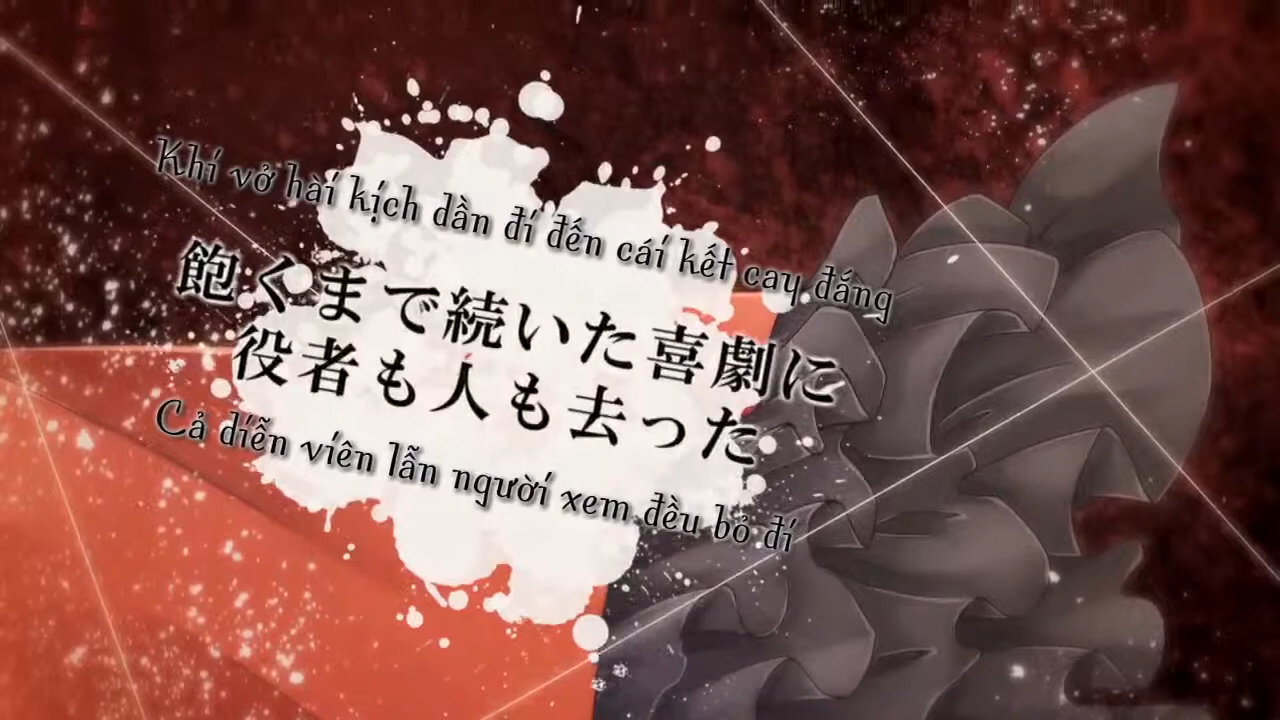 Khi vở hài kịch dần đi đến cái kết cay đắng
飽くまで続いた喜劇に
役者も人も去った
Cả diễn viên lẫn người xem đều bỏ đi